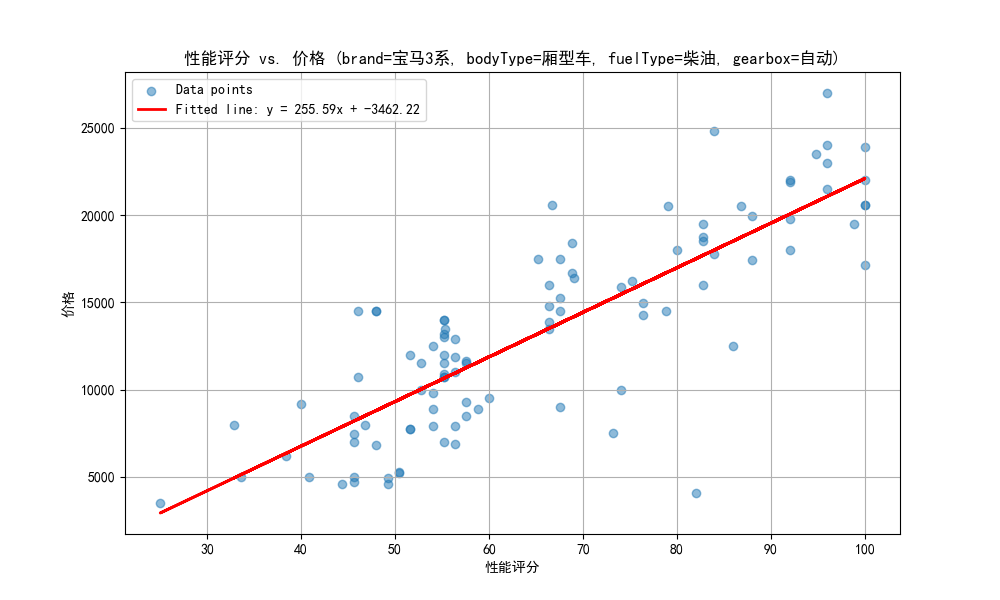 性能评分 vs. 价格 (brand=宝马3系, bodyType=厢型车, fuelType=柴油, gearbox=自动)
Data points
Fitted line: y = 255.59x + -3462.22
25000
20000
15000
10000
5000
价格
30 40 50 60 70 80 90 100
性能评分